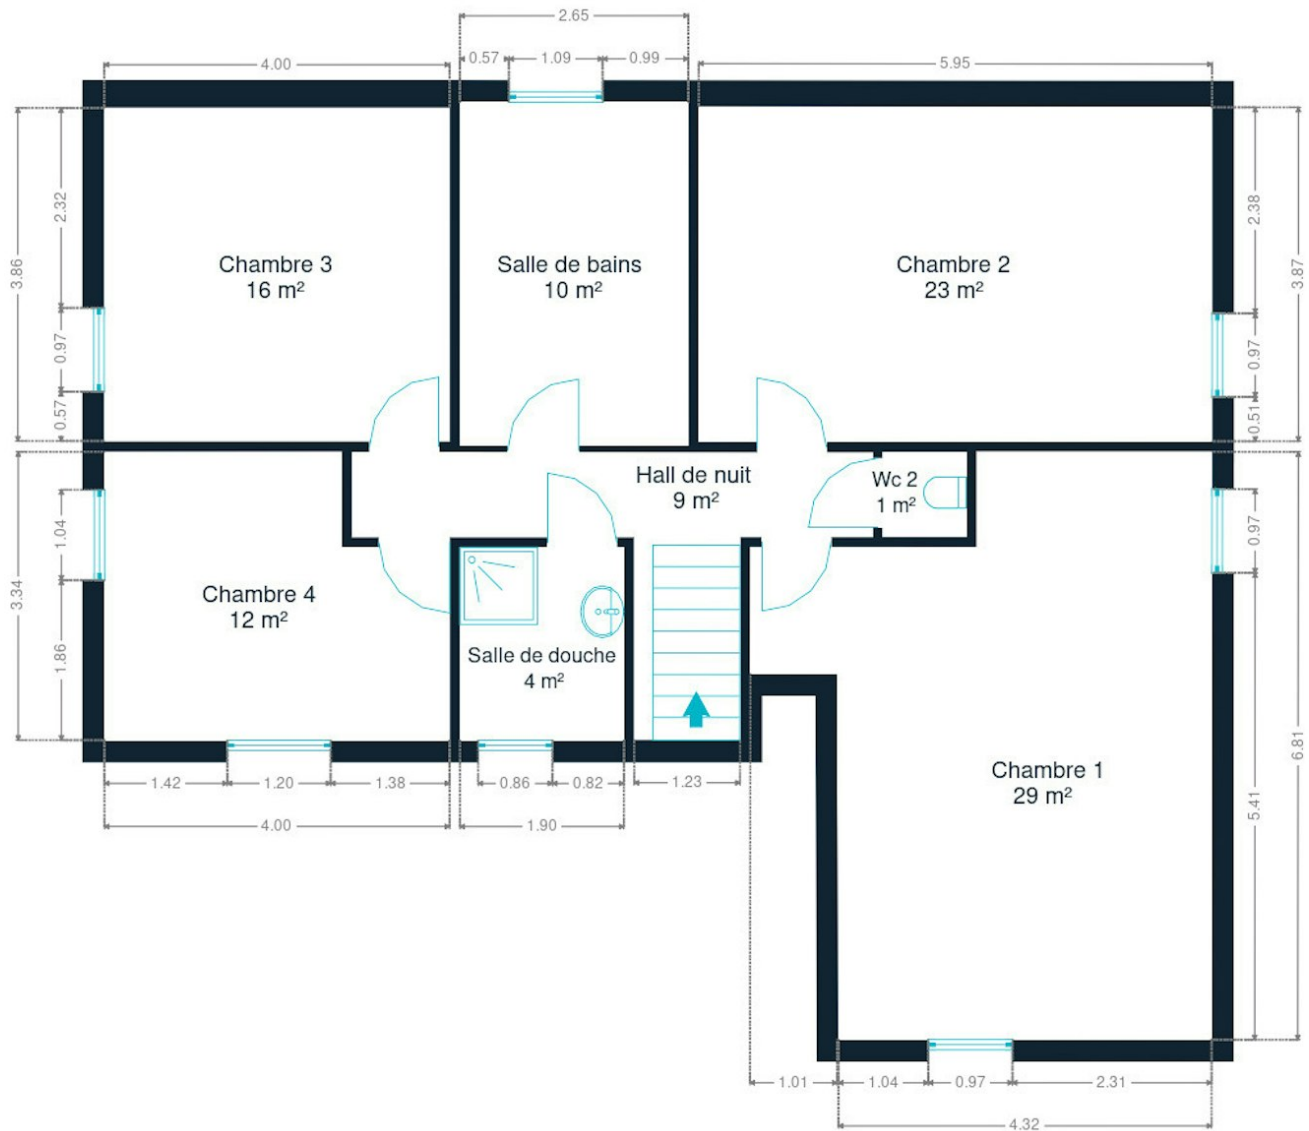 2.65
0.57
1.09
0.99
4.00
5.95
2.32
3.86
0.97
0.57
2.38
3.87
0.97
0.51
Chambre 3
16 m²
Salle de bains
10 m²
Chambre 2
23 m²
Hall de nuit
9 m²
Wc 2
1 m²
1.04
3.34
1.86
0.97
6.81
5.41
Chambre 4
12 m²
Salle de douche
4 m²
Chambre 1
29 m²
1.42
1.20
1.38
0.86
0.82
1.23
4.00
1.90
1.01
1.04
0.97
2.31
4.32